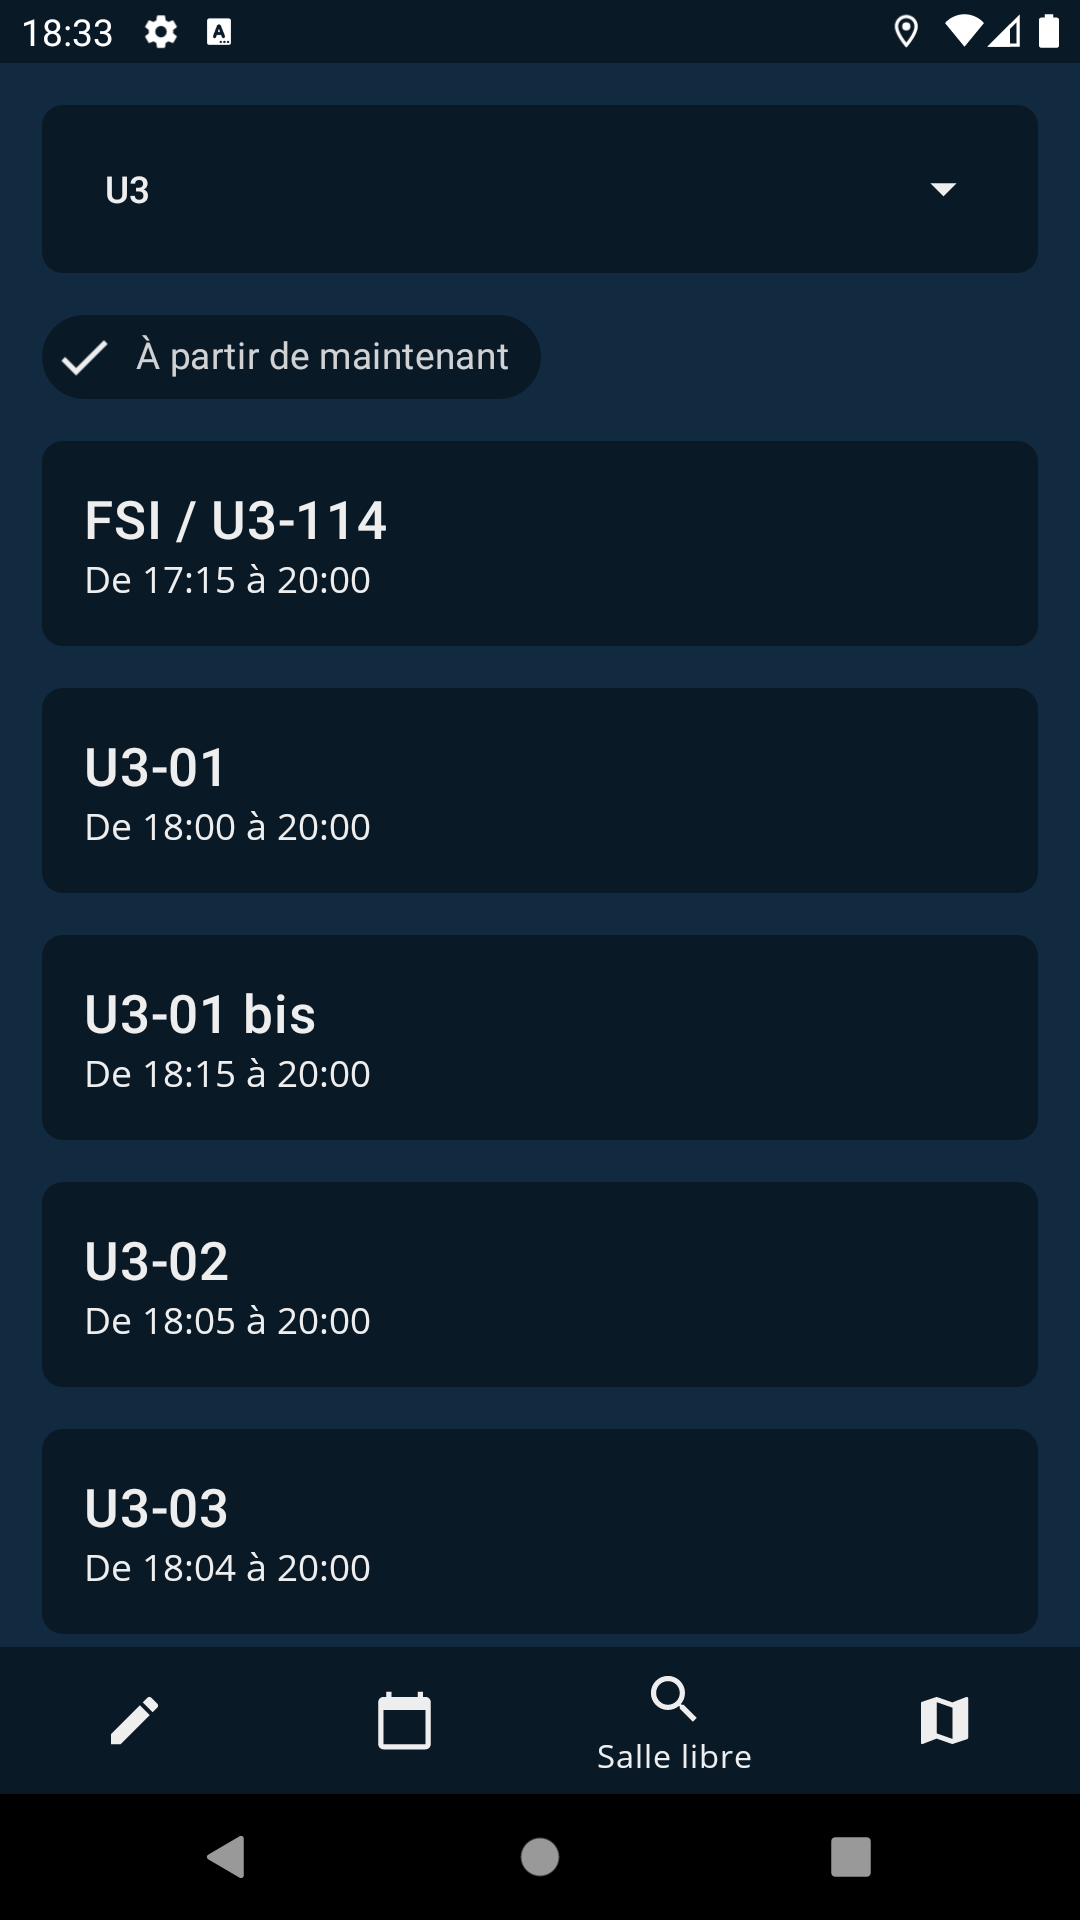 18:33
U3
À partir de maintenant
FSI / U3-114
De 17:15 à 20:00
U3-01
De 18:00 à 20:00
U3-01 bis
De 18:15 à 20:00
U3-02
De 18:05 à 20:00
U3-03
De 18:04 à 20:00
Salle libre